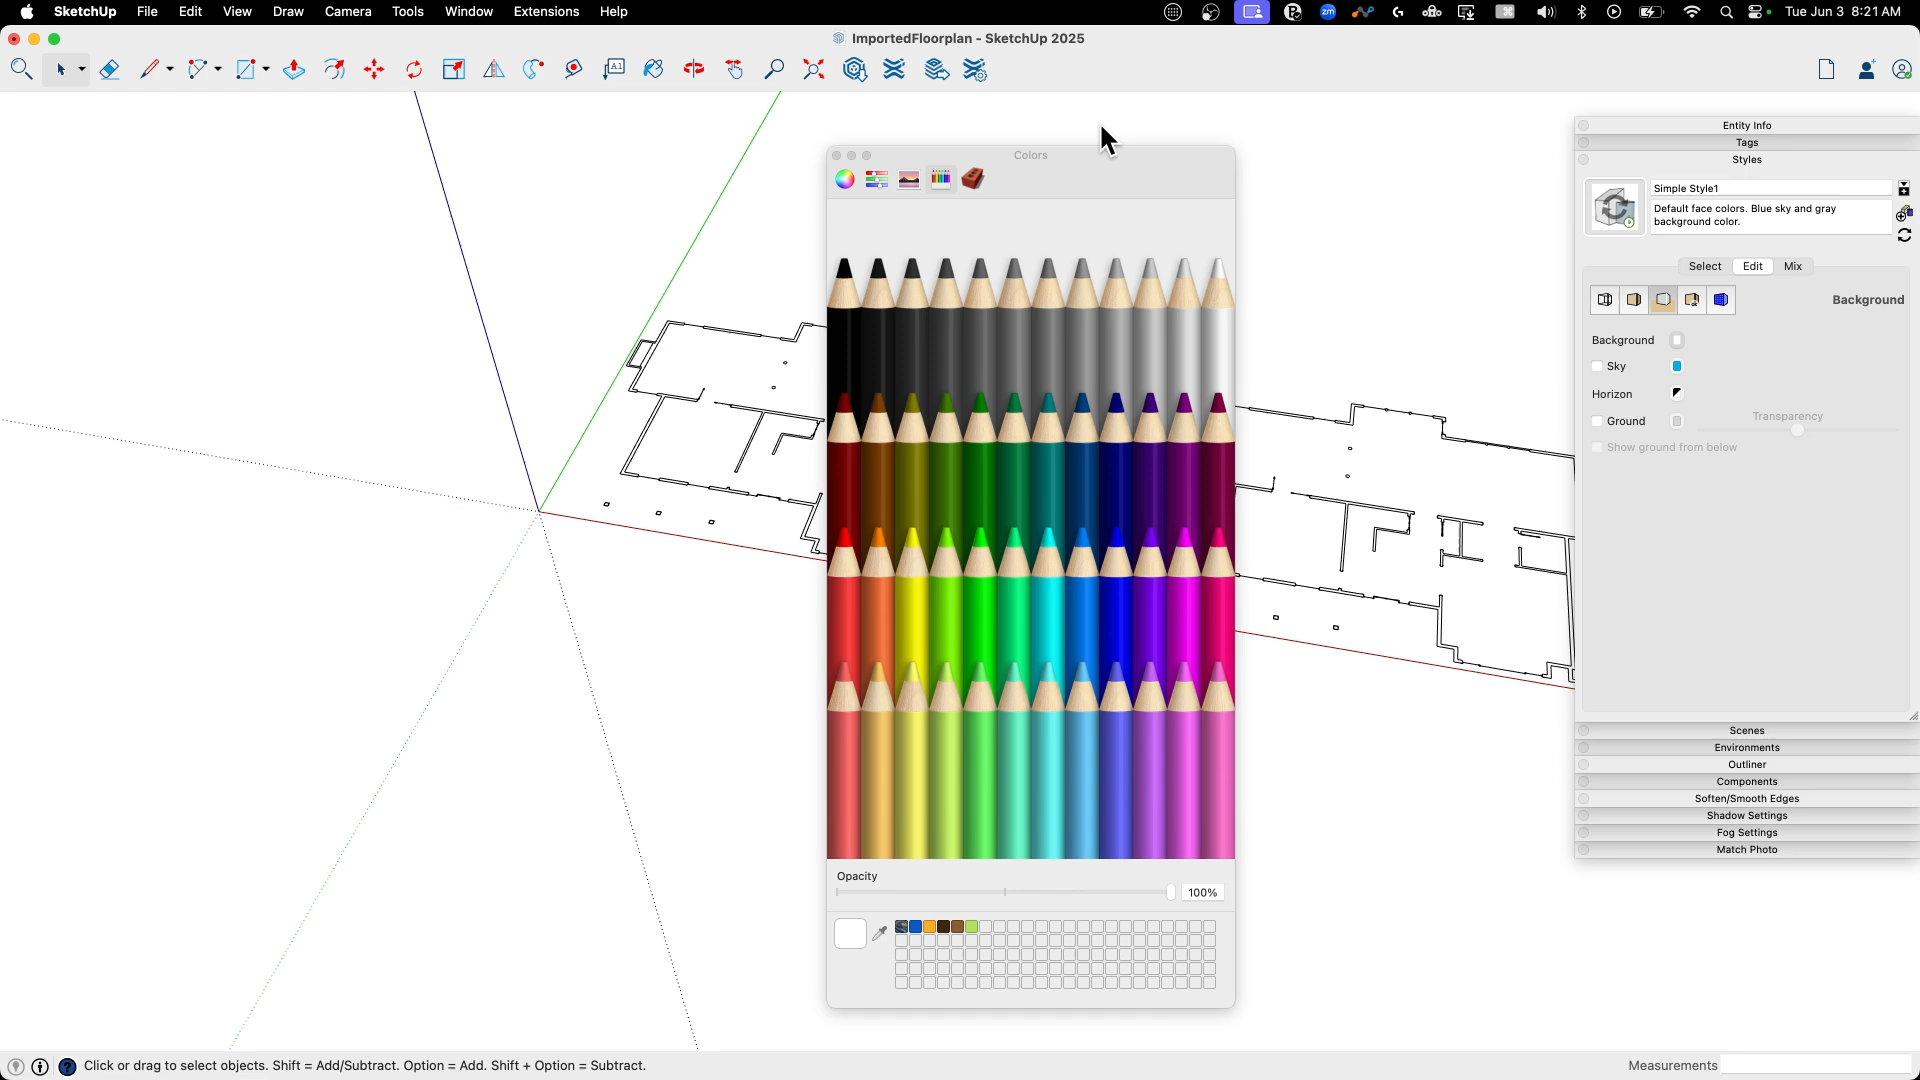 SketchUp File Edit View Draw Camera Tools Window Extensions Help
zm
Tue Jun 3 8:21 AM
ImportedFloorplan - SketchUp 2025
A1
Colors
Opacity
100%
Entity Info
Tags
Styles
Simple Style1
Default face colors. Blue sky and gray
background color.
Select Edit Mix
Background
Background
Sky
Horizon
Ground
Transparency
Show ground from below
Scenes
Environments
Outliner
Components
Soften/Smooth Edges
Shadow Settings
Fog Settings
Match Photo
Click or drag to select objects. Shift = Add/Subtract. Option = Add. Shift + Option = Subtract.
Measurements